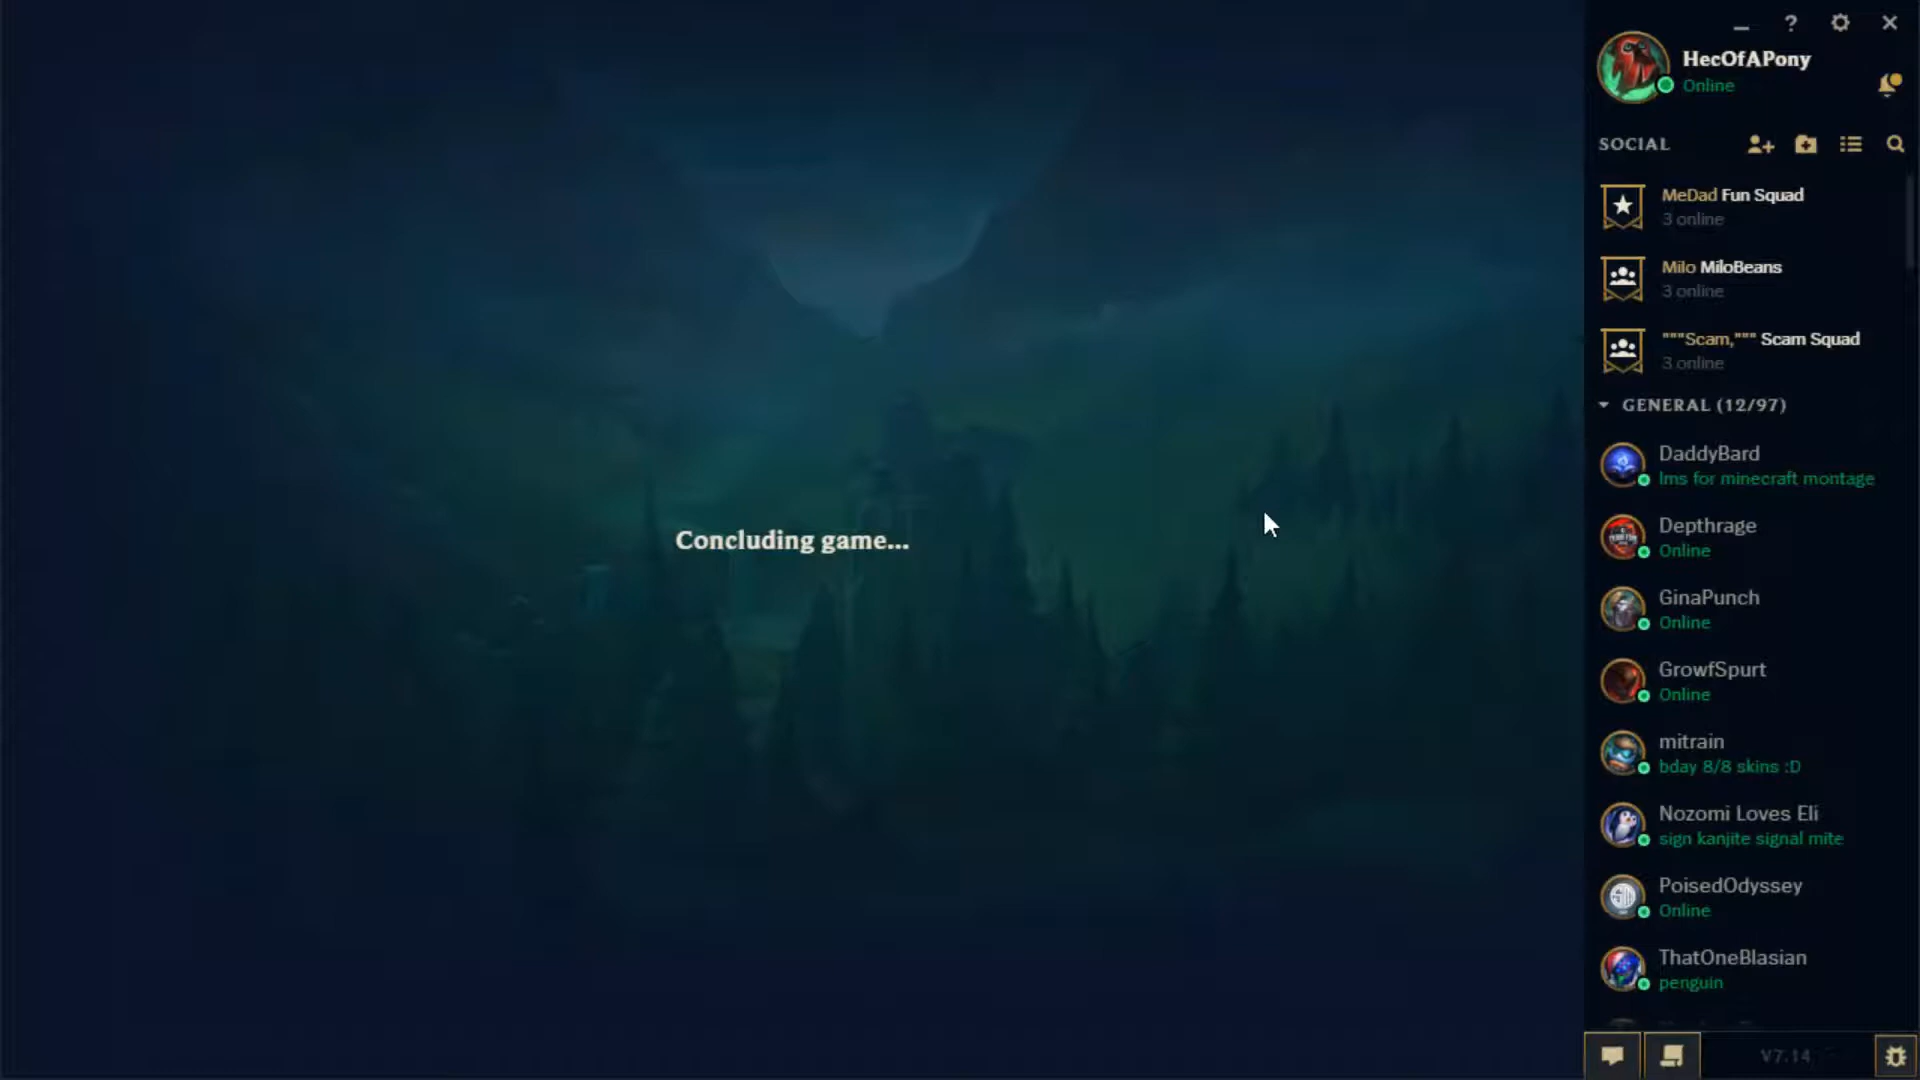 HecOfAPony
Online
SOCIAL
MeDad Fun Squad
3 online
Milo MiloBeans
3 online
"""Scam,""" Scam Squad
3 online
GENERAL (12/97)
DaddyBard
lms for minecraft montage
Depthrage
Online
GinaPunch
Online
GrowfSpurt
Online
mitrain
bday 8/8 skins :D
Nozomi Loves Eli
sign kanjite signal mite
PoisedOdyssey
Online
ThatOneBlasian
penguin
Concluding game...
V7.14